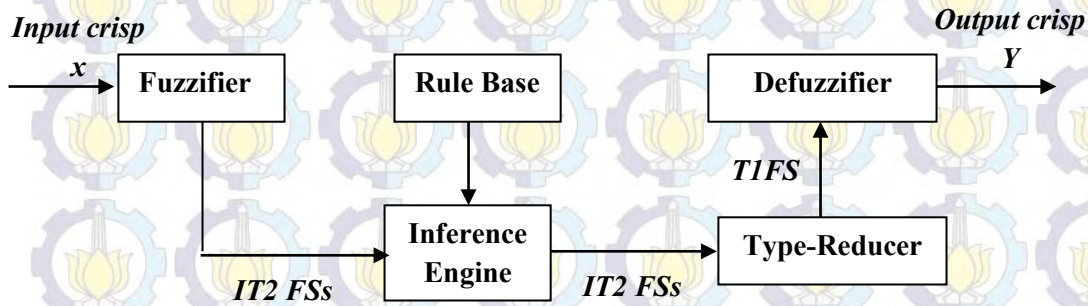 Input crisp
x
Fuzzifier
Rule Base
Defuzzifier
Output crisp
Y
T1FS
Inference
Engine
Type-Reducer
IT2 FSs
IT2 FSs